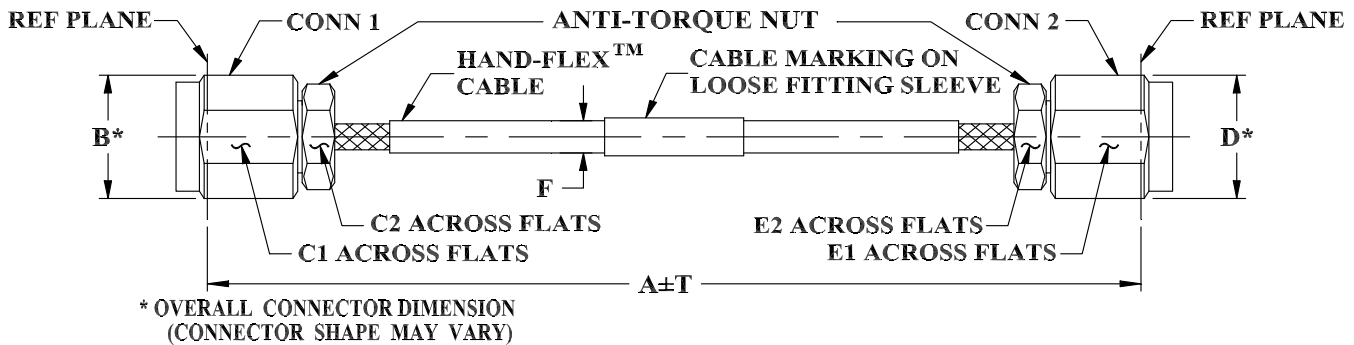 REF PLANE
CONN 1
ANTI-TORQUE NUT
CONN 2
REF PLANE
HAND-FLEX™
CABLE
CABLE MARKING ON
LOOSE FITTING SLEEVE
B*
D*
F
C2 ACROSS FLATS
E2 ACROSS FLATS
C1 ACROSS FLATS
E1 ACROSS FLATS
A±T
* OVERALL CONNECTOR DIMENSION
(CONNECTOR SHAPE MAY VARY)